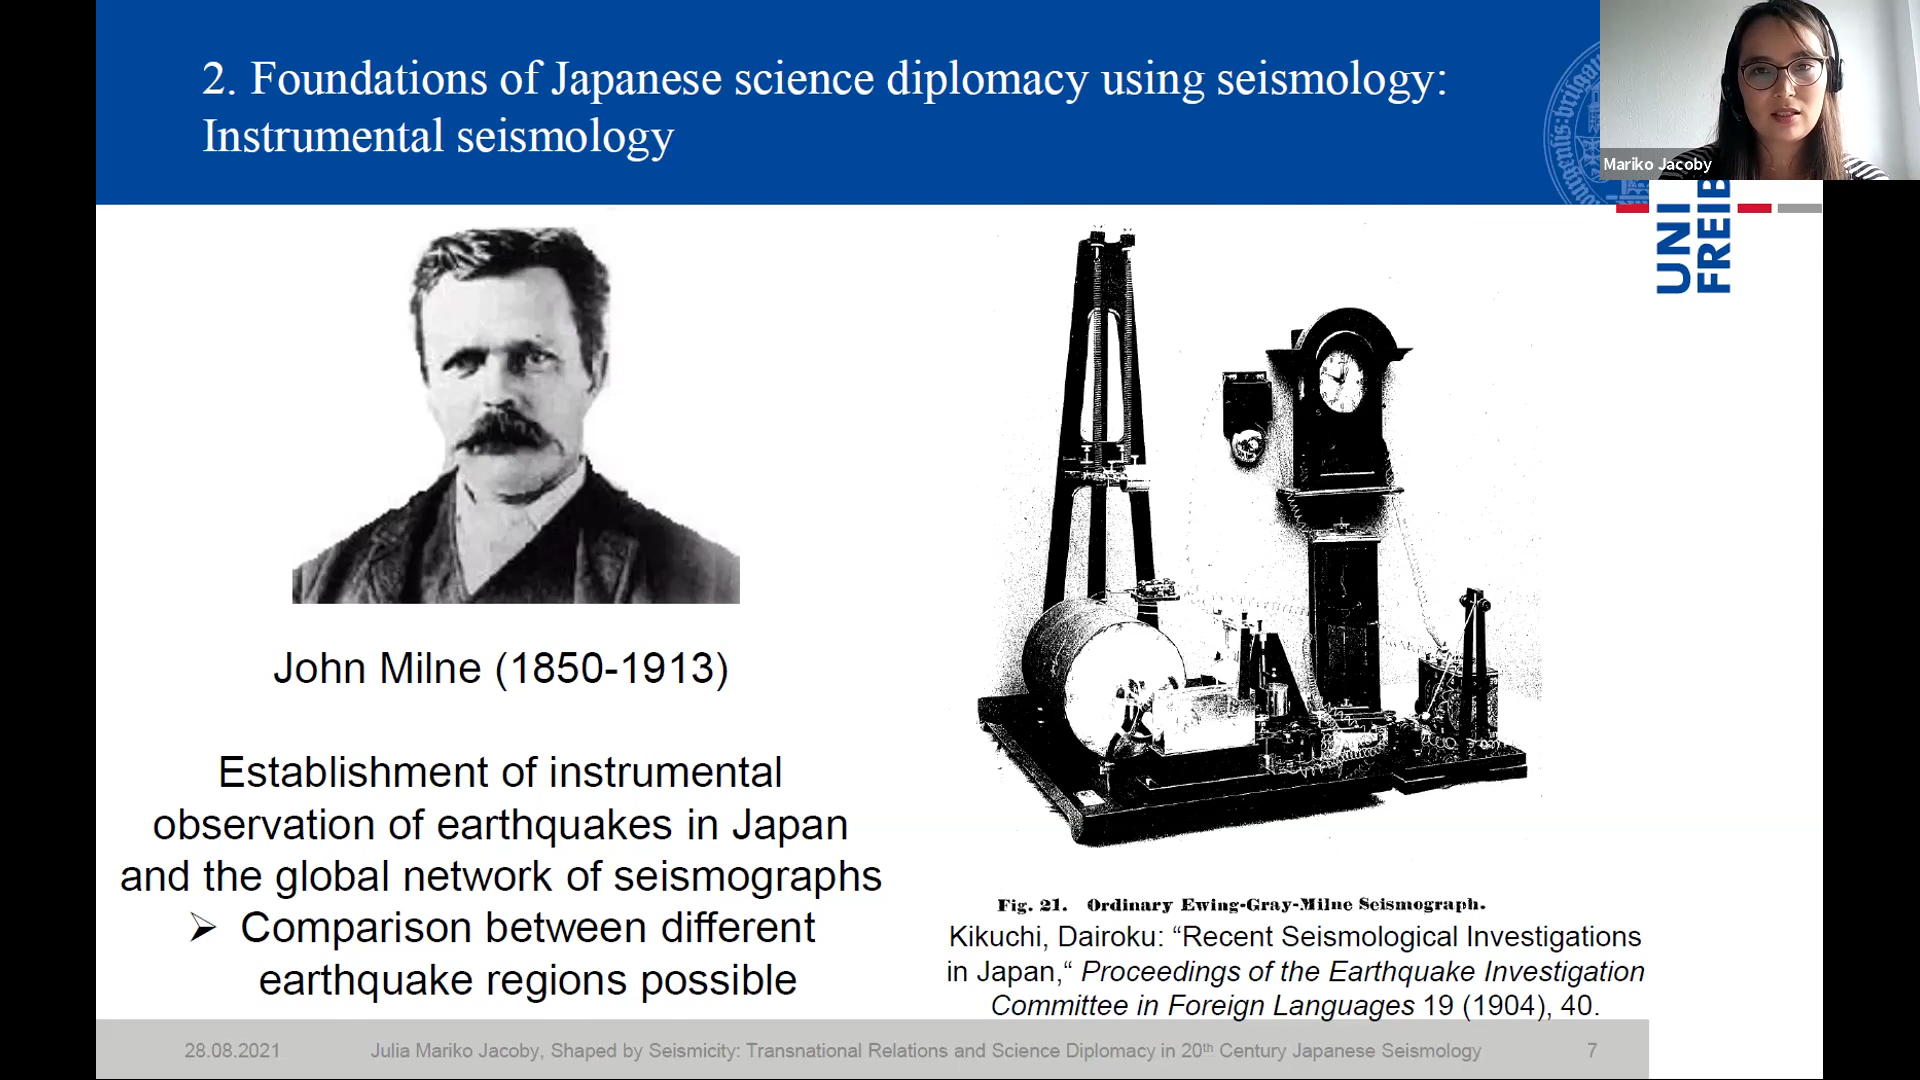 2. Foundations of Japanese science diplomacy using seismology:
Instrumental seismology
Mariko Jacoby
UNI
FREIB
John Milne (1850-1913)
Establishment of instrumental
observation of earthquakes in Japan
and the global network of seismographs
➢ Comparison between different
earthquake regions possible
Fig. 21. Ordinary Ewing-Gray-Milne Seismograph.
Kikuchi, Dairoku: “Recent Seismological Investigations
in Japan,“ Proceedings of the Earthquake Investigation
Committee in Foreign Languages 19 (1904), 40.
28.08.2021
Julia Mariko Jacoby, Shaped by Seismicity: Transnational Relations and Science Diplomacy in 20th Century Japanese Seismology
7